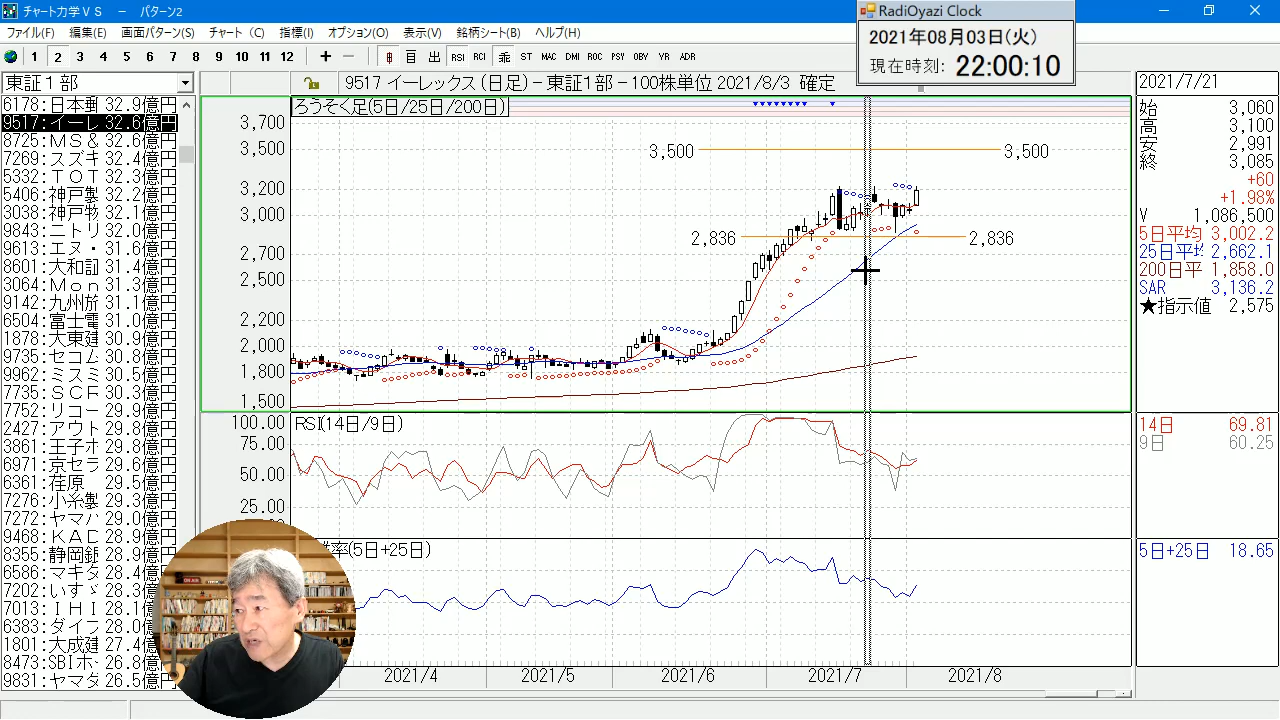 チャート力学ＶＳ － パターン2
RadiOyazi Clock
2021年08月03日(火)
現在時刻: 22:00:10
ファイル(F) 編集(E) 画面パターン(S) チャート (C) 指標(I) オプション(O) 表示(V) 銘柄シート(B) ヘルプ(H)
1 2 3 4 5 6 7 8 9 10 11 12 + － 日 出 RSI RCI 乖 ST MAC DMI ROC PSY OBY YR ADR
東証１部
9517 イーレックス (日足)－東証1部－100株単位 2021/8/3 確定
6178:日本郵 32.9億円
9517:イーレ 32.6億円
8725:ＭＳ＆ 32.6億円
7269:スズキ 32.4億円
5332:ＴＯＴ 32.3億円
5406:神戸製 32.2億円
3038:神戸物 32.1億円
9843:ニトリ 32.0億円
9613:エヌ・ 31.6億円
8601:大和証 31.4億円
3064:Ｍｏｎ 31.3億円
9142:九州旅 31.1億円
6504:富士電 31.0億円
1878:大東建 30.9億円
9735:セコム 30.8億円
9962:ミスミ 30.5億円
7735:ＳＣＲ 30.3億円
7752:リコー 29.9億円
2427:アウト 29.8億円
3861:王子ホ 29.8億円
6971:京セラ 29.6億円
6361:荏原 29.5億円
7276:小糸製 29.3億円
7272:ヤマハ 29.0億円
9468:ＫＡＤ 28.9億円
8355:静岡銀 28.9億円
6586:マキタ 28.4億円
7202:いすゞ 28.3億円
7013:ＩＨＩ 28.1億円
6383:ダイフ 28.0億円
1801:大成建 27.4億円
8473:SBIホ 26.8億円
9831:ヤマダ 26.5億円
ろうそく足(5日/25日/200日)
3,700
3,500
3,200
3,000
2,700
2,500
2,200
2,000
1,800
1,500
3,500 3,500
2,836 2,836
RSI(14日/9日)
100.00
75.00
50.00
25.00
率(5日+25日)
2021/4 2021/5 2021/6 2021/7 2021/8
2021/7/21
始 3,060
高 3,100
安 2,991
終 3,085
+60
+1.98%
V 1,086,500
5日平均 3,002.2
25日平均 2,662.1
200日平 1,858.0
SAR 3,136.2
★指示値 2,575
14日 69.81
9日 60.25
5日+25日 18.65